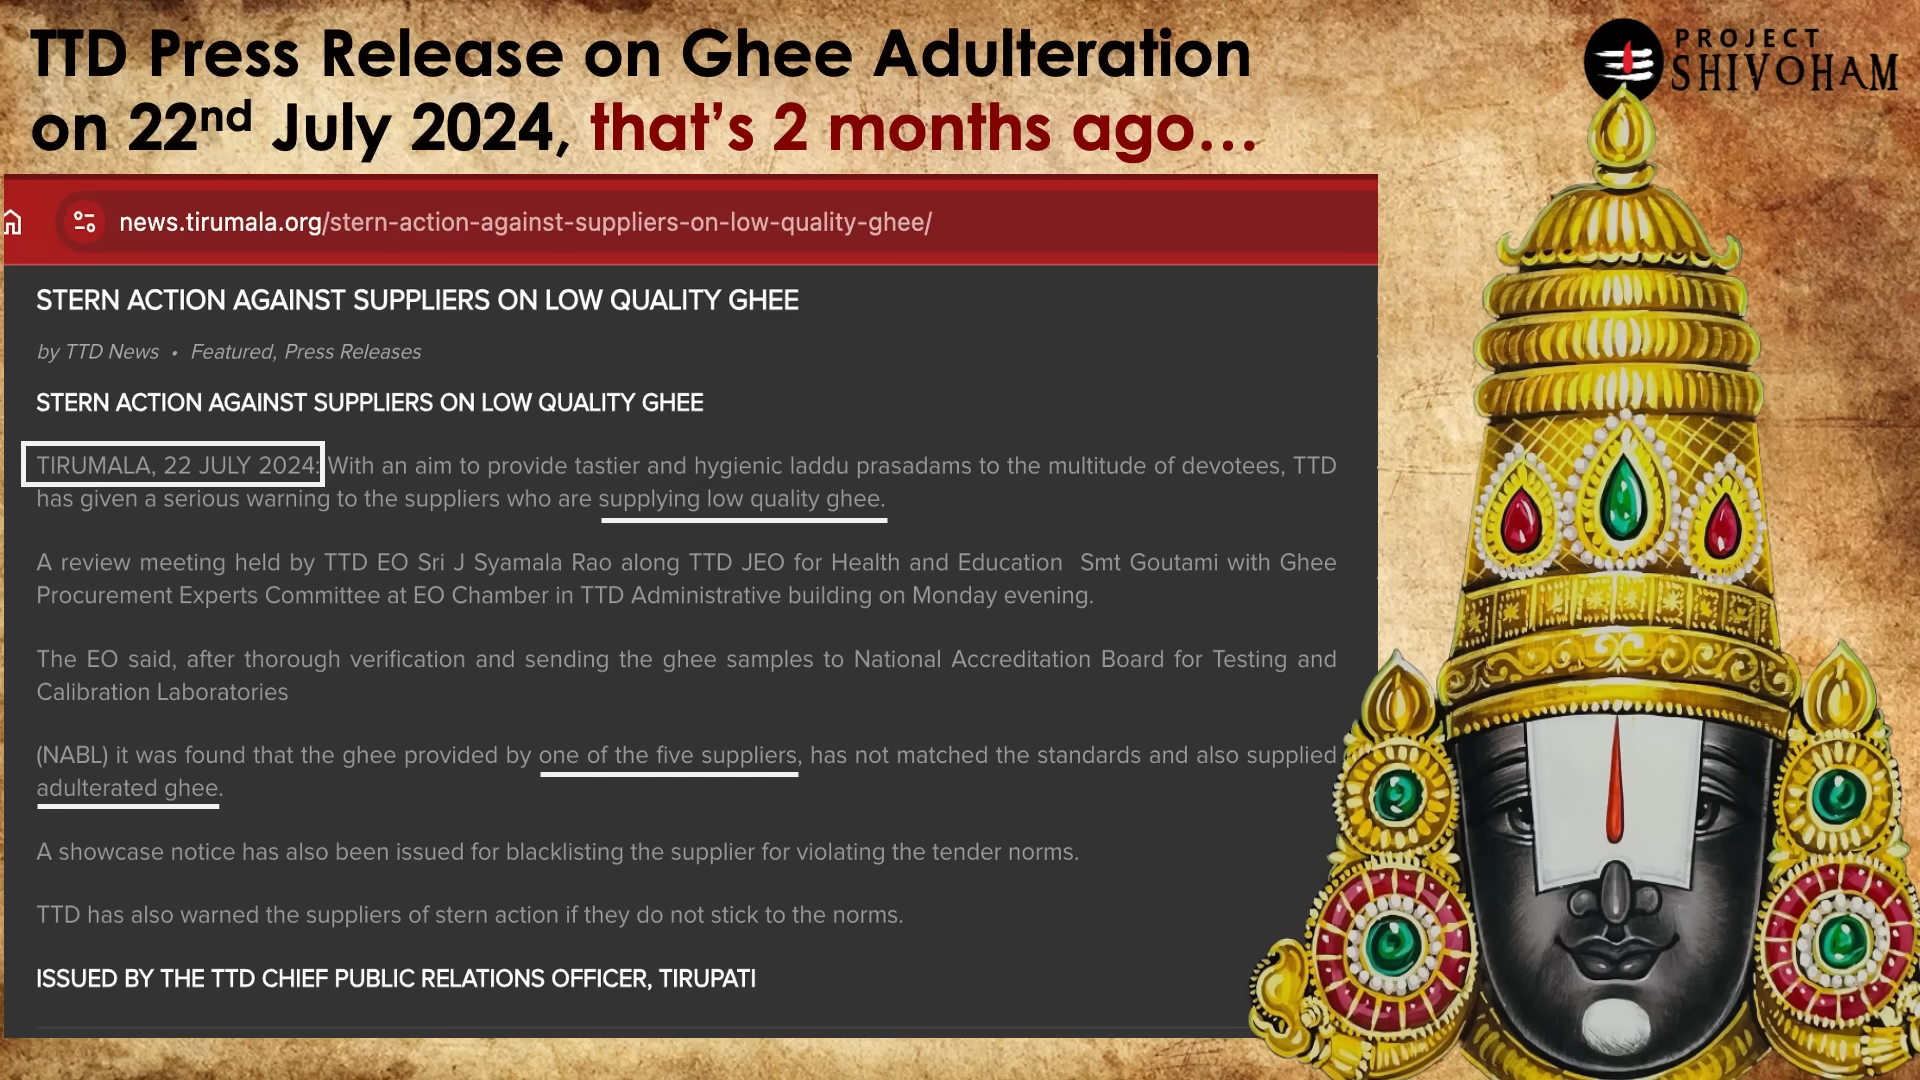 TTD Press Release on Ghee Adulteration
on 22nd July 2024, that's 2 months ago...
PROJECT
SHIVOHAM
news.tirumala.org/stern-action-against-suppliers-on-low-quality-ghee/
STERN ACTION AGAINST SUPPLIERS ON LOW QUALITY GHEE
by TTD News • Featured, Press Releases
STERN ACTION AGAINST SUPPLIERS ON LOW QUALITY GHEE
TIRUMALA, 22 JULY 2024: With an aim to provide tastier and hygienic laddu prasadams to the multitude of devotees, TTD
has given a serious warning to the suppliers who are supplying low quality ghee.
A review meeting held by TTD EO Sri J Syamala Rao along TTD JEO for Health and Education Smt Goutami with Ghee
Procurement Experts Committee at EO Chamber in TTD Administrative building on Monday evening.
The EO said, after thorough verification and sending the ghee samples to National Accreditation Board for Testing and
Calibration Laboratories
(NABL) it was found that the ghee provided by one of the five suppliers, has not matched the standards and also supplied
adulterated ghee.
A showcase notice has also been issued for blacklisting the supplier for violating the tender norms.
TTD has also warned the suppliers of stern action if they do not stick to the norms.
ISSUED BY THE TTD CHIEF PUBLIC RELATIONS OFFICER, TIRUPATI